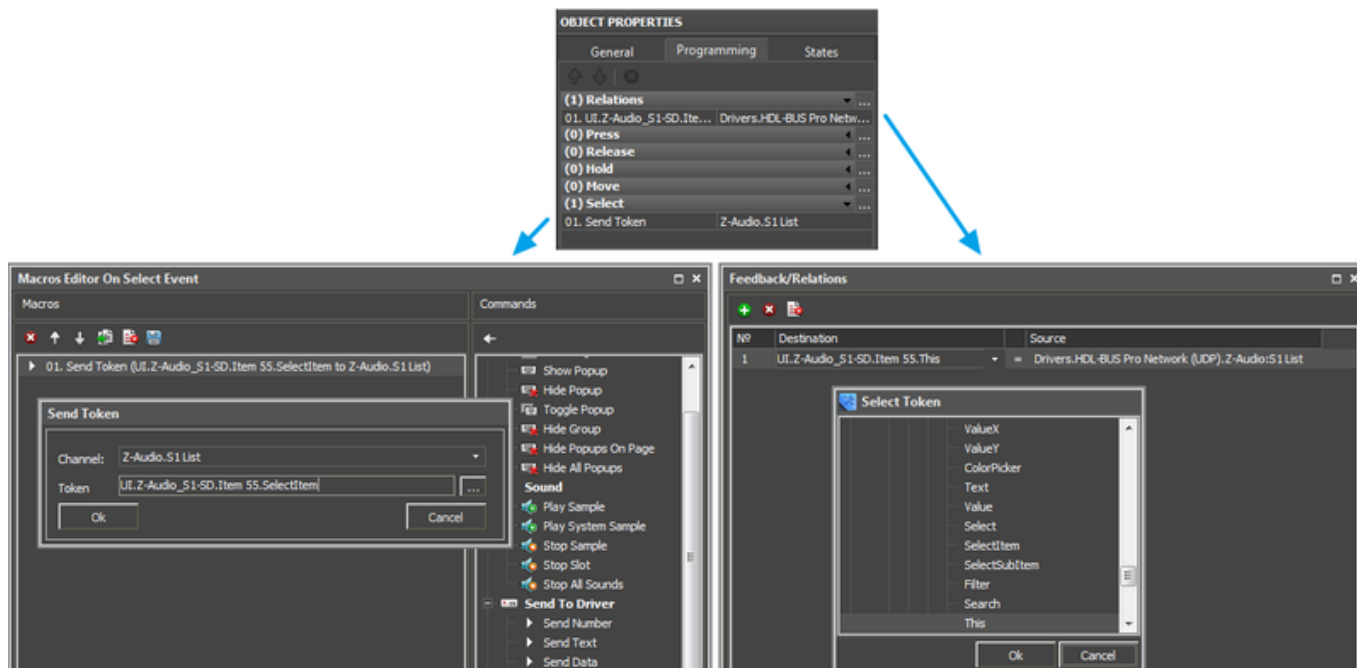 OBJECT PROPERTIES
General Programming States
(1) Relations ...
01. UI.Z-Audio_S1-SD.Ite... Drivers.HDL-BUS Pro Netw...
(0) Press ...
(0) Release ...
(0) Hold ...
(0) Move ...
(1) Select ...
01. Send Token Z-Audio.S1 List
Macros Editor On Select Event
Macros Commands
01. Send Token (UI.Z-Audio_S1-SD.Item 55.SelectItem to Z-Audio.S1 List)
Send Token
Channel: Z-Audio.S1 List
Token UI.Z-Audio_S1-SD.Item 55.SelectItem ...
Ok Cancel
Show Popup
Hide Popup
Toggle Popup
Hide Group
Hide Popups On Page
Hide All Popups
Sound
Play Sample
Play System Sample
Stop Sample
Stop Slot
Stop All Sounds
Send To Driver
Send Number
Send Text
Send Data
Feedback/Relations
Nº Destination Source
1 UI.Z-Audio_S1-SD.Item 55.This = Drivers.HDL-BUS Pro Network (UDP).Z-Audio:S1 List
Select Token
ValueX
ValueY
ColorPicker
Text
Value
Select
SelectItem
SelectSubItem
Filter
Search
This
Ok Cancel